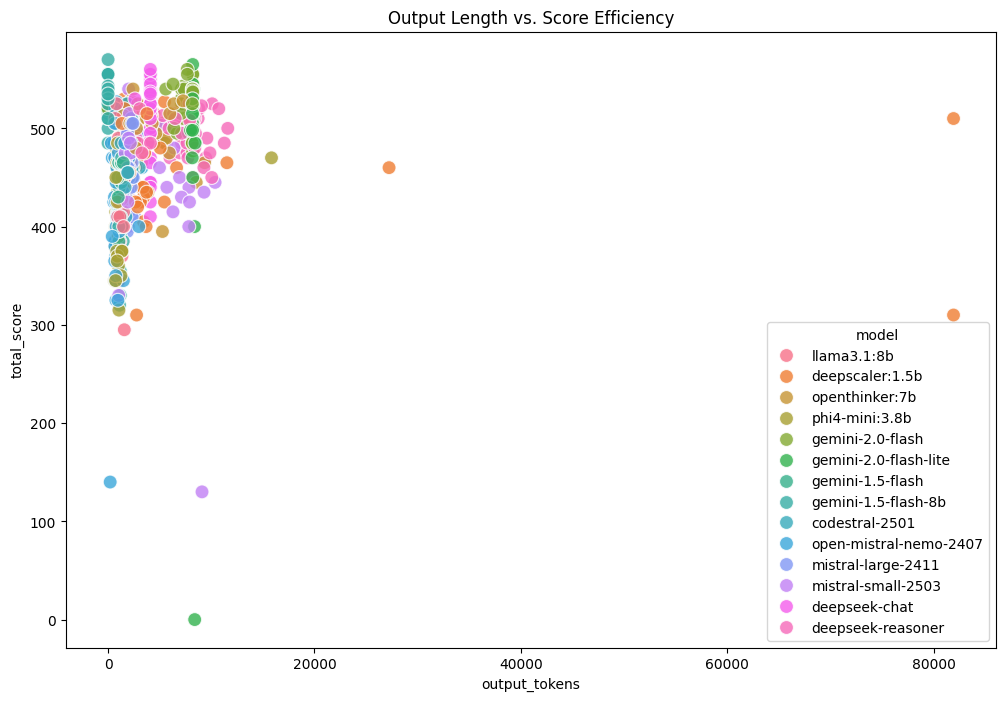 Output Length vs. Score Efficiency
total_score
500
400
300
200
100
0
0
20000
40000
60000
80000
output_tokens
model
llama3.1:8b
deepscaler:1.5b
openthinker:7b
phi4-mini:3.8b
gemini-2.0-flash
gemini-2.0-flash-lite
gemini-1.5-flash
gemini-1.5-flash-8b
codestral-2501
open-mistral-nemo-2407
mistral-large-2411
mistral-small-2503
deepseek-chat
deepseek-reasoner